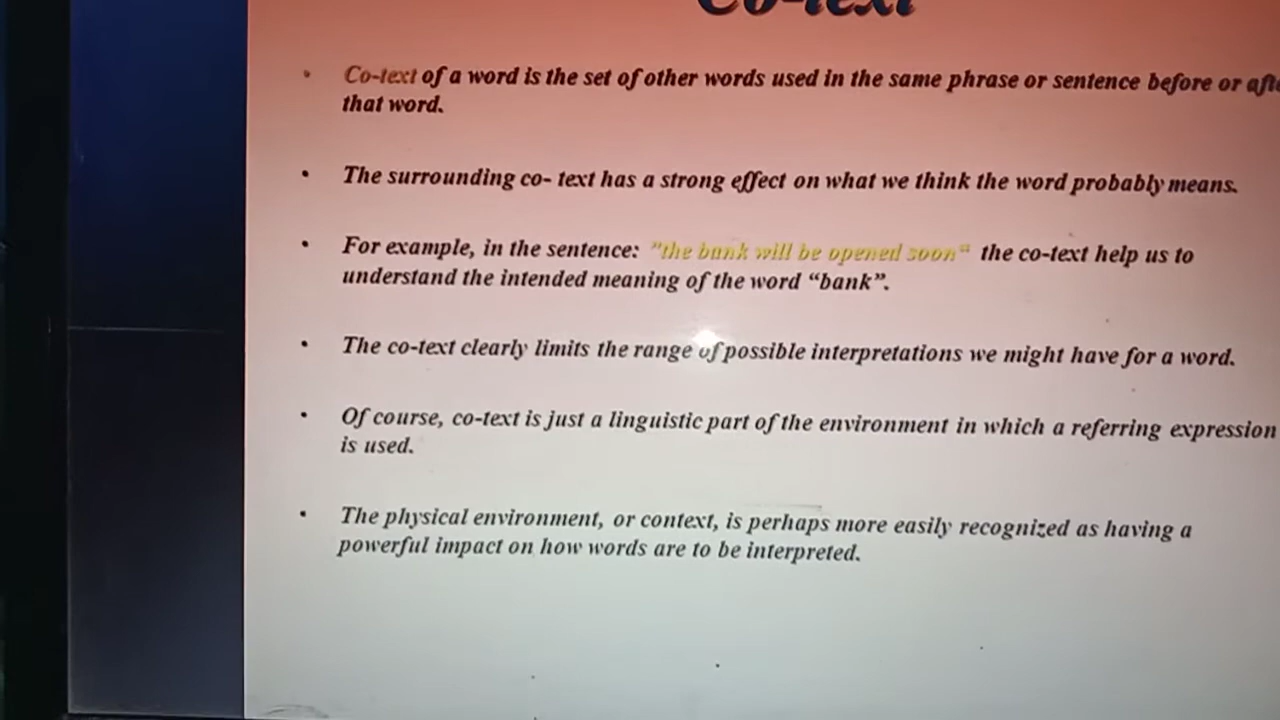 Co-text
• Co-text of a word is the set of other words used in the same phrase or sentence before or
that word.
• The surrounding co- text has a strong effect on what we think the word probably means.
• For example, in the sentence: "the bank will be opened soon" the co-text help us to
understand the intended meaning of the word “bank”.
• The co-text clearly limits the range of possible interpretations we might have for a word.
• Of course, co-text is just a linguistic part of the environment in which a referring expression
is used.
• The physical environment, or context, is perhaps more easily recognized as having a
powerful impact on how words are to be interpreted.